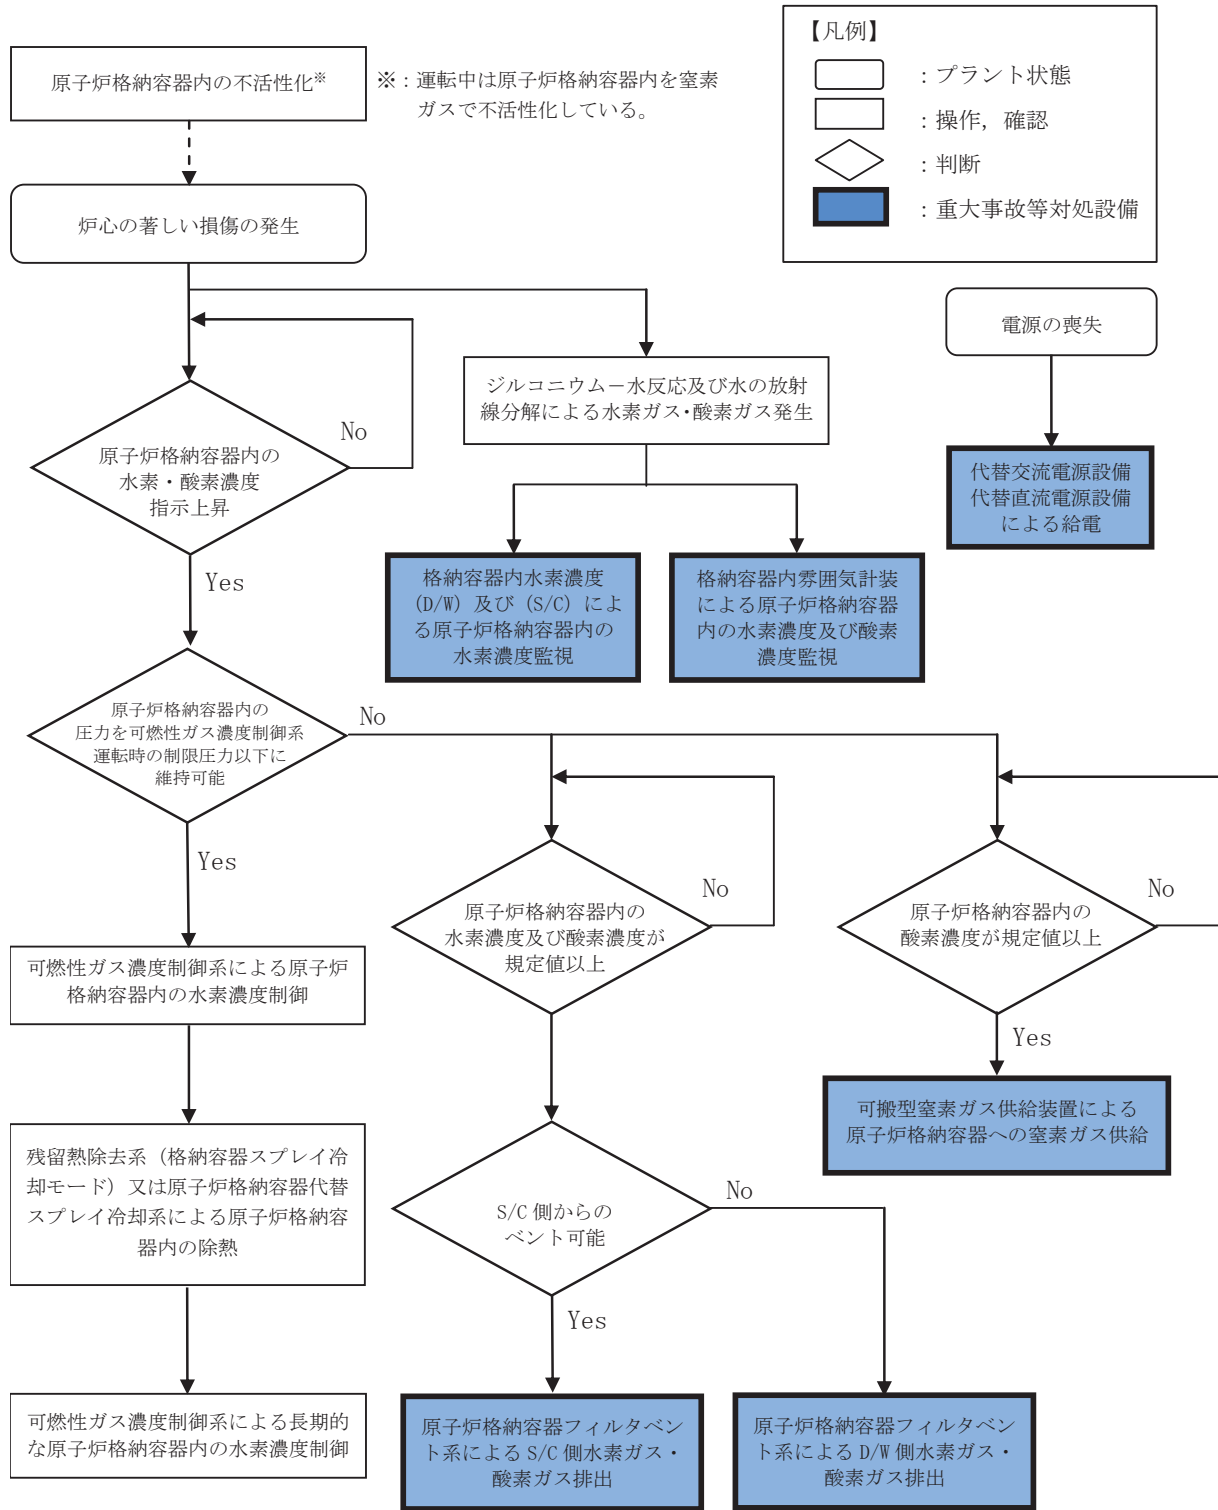 原子炉格納容器内の不活性化※
※：運転中は原子炉格納容器内を窒素
ガスで不活性化している。
【凡例】
：プラント状態
：操作，確認
：判断
：重大事故等対処設備
炉心の著しい損傷の発生
電源の喪失
ジルコニウム－水反応及び水の放射
線分解による水素ガス・酸素ガス発生
No
原子炉格納容器内の
水素・酸素濃度
指示上昇
Yes
代替交流電源設備
代替直流電源設備
による給電
格納容器内水素濃度
（D/W）及び（S/C）によ
る原子炉格納容器内の
水素濃度監視
格納容器内雰囲気計装
による原子炉格納容器
内の水素濃度及び酸素
濃度監視
原子炉格納容器内の
圧力を可燃性ガス濃度制御系
運転時の制限圧力以下に
維持可能
No
Yes
原子炉格納容器内の
水素濃度及び酸素濃度が
規定値以上
No
原子炉格納容器内の
酸素濃度が規定値以上
No
Yes
可燃性ガス濃度制御系による原子炉
格納容器内の水素濃度制御
可搬型窒素ガス供給装置による
原子炉格納容器への窒素ガス供給
残留熱除去系（格納容器スプレイ冷
却モード）又は原子炉格納容器代替
スプレイ冷却系による原子炉格納容
器内の除熱
S/C 側からの
ベント可能
No
Yes
可燃性ガス濃度制御系による長期的
な原子炉格納容器内の水素濃度制御
原子炉格納容器フィルタベン
ト系による S/C 側水素ガス・
酸素ガス排出
原子炉格納容器フィルタベン
ト系による D/W 側水素ガス・
酸素ガス排出